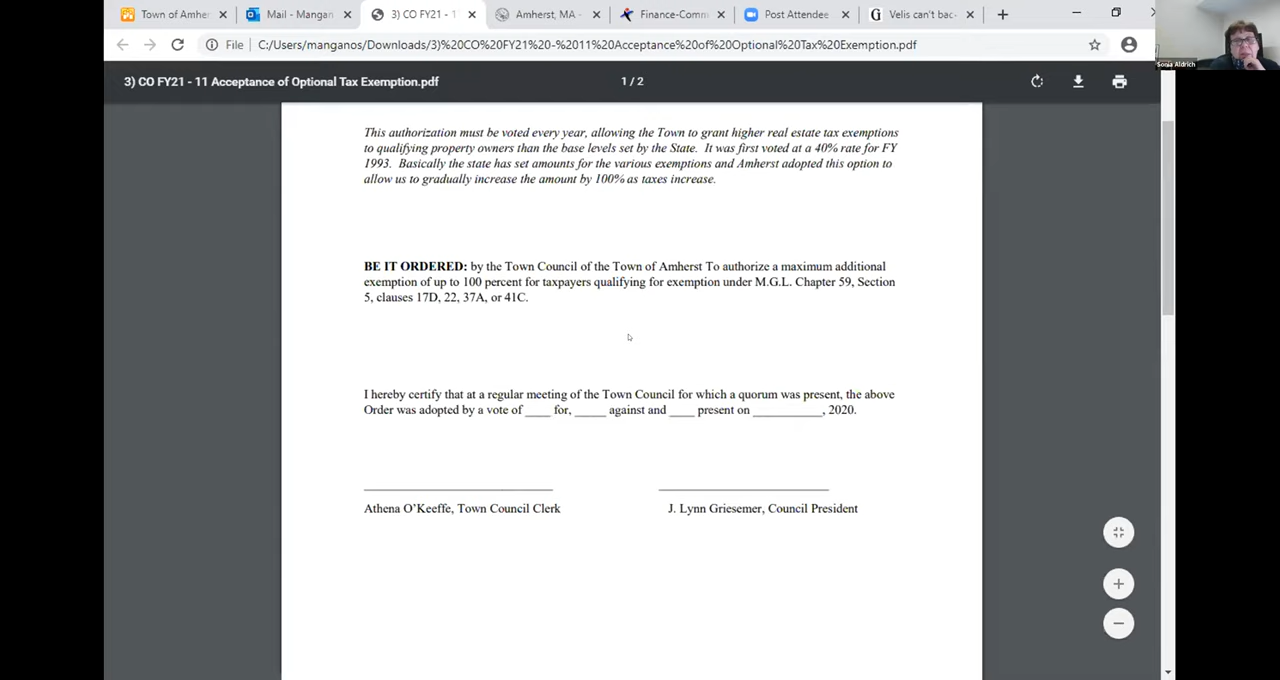 Town of Amher
Mail - Mangan
3) CO FY21 - 1
Amherst, MA -
Finance-Comm
Post Attendee
Velis can't bac
File
C:/Users/manganos/Downloads/3)%20CO%20FY21%20-%2011%20Acceptance%20of%20Optional%20Tax%20Exemption.pdf
Sonia Aldrich
3) CO FY21 - 11 Acceptance of Optional Tax Exemption.pdf
1 / 2
This authorization must be voted every year, allowing the Town to grant higher real estate tax exemptions
to qualifying property owners than the base levels set by the State. It was first voted at a 40% rate for FY
1993. Basically the state has set amounts for the various exemptions and Amherst adopted this option to
allow us to gradually increase the amount by 100% as taxes increase.
BE IT ORDERED: by the Town Council of the Town of Amherst To authorize a maximum additional
exemption of up to 100 percent for taxpayers qualifying for exemption under M.G.L. Chapter 59, Section
5, clauses 17D, 22, 37A, or 41C.
I hereby certify that at a regular meeting of the Town Council for which a quorum was present, the above
Order was adopted by a vote of ____ for, _____ against and ____ present on ___________, 2020.
Athena O'Keeffe, Town Council Clerk
J. Lynn Griesemer, Council President